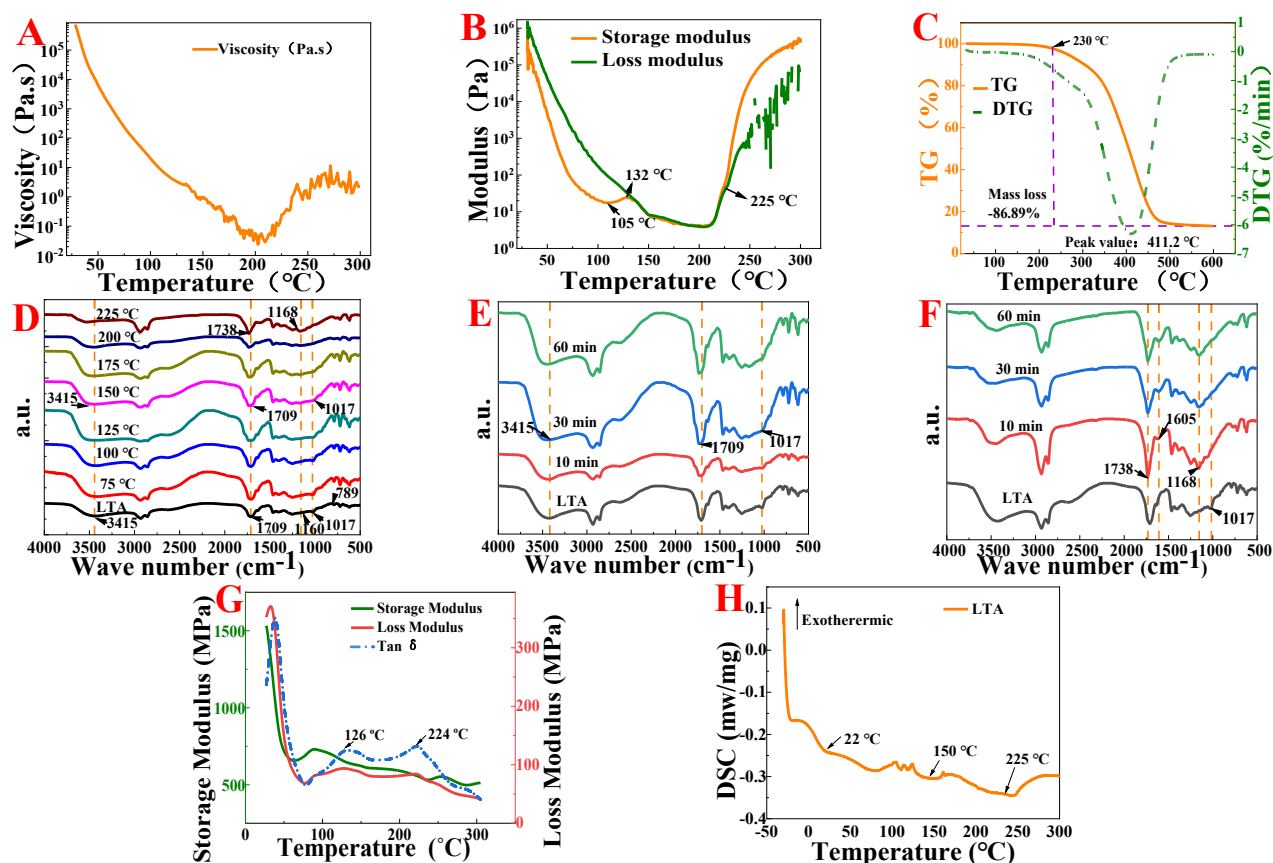 A
Viscosity（Pa.s）
10^5
10^4
10^3
10^2
10^1
10^0
10^-1
10^-2
Viscosity（Pa.s）
50 100 150 200 250 300
Temperature（℃）
B
Storage modulus
Loss modulus
10^6
10^5
10^4
10^3
10^2
10^1
10^0
Modulus（Pa）
132 ℃
105 ℃
225 ℃
50 100 150 200 250 300
Temperature（℃）
C
230 ℃
TG
DTG
100
80
60
40
20
0
TG（%）
1
0
-1
-2
-3
-4
-5
-6
-7
DTG(%/min)
Mass loss
-86.89%
Peak value：411.2 ℃
100 200 300 400 500 600
Temperature（℃）
D
225 ℃
200 ℃
175 ℃
150 ℃
125 ℃
100 ℃
75 ℃
LTA
1738
1168
3415
1709
1017
789
3415
1709
1160
1017
a.u.
4000 3500 3000 2500 2000 1500 1000 500
Wave number (cm-1)
E
60 min
30 min
10 min
LTA
3415
1709
1017
a.u.
4000 3500 3000 2500 2000 1500 1000 500
Wave number (cm-1)
F
60 min
30 min
10 min
LTA
1605
1738
1168
1017
a.u.
4000 3500 3000 2500 2000 1500 1000 500
Wave number (cm-1)
G
Storage Modulus
Loss Modulus
Tan δ
1500
1000
500
Storage Modulus (MPa)
300
200
100
0
Loss Modulus (MPa)
126 ℃
224 ℃
0 100 200 300
Temperature (℃)
H
Exotherermic
LTA
0.1
0.0
-0.1
-0.2
-0.3
-0.4
DSC (mw/mg)
22 ℃
150 ℃
225 ℃
-50 0 50 100 150 200 250 300
Temperature (℃)